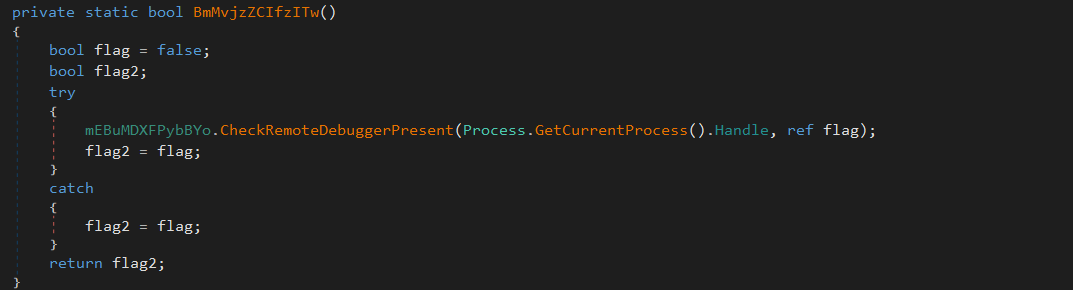 private static bool BmMvjzZCIfzITw()
{
bool flag = false;
bool flag2;
try
{
mEBuMDXFPybBYo.CheckRemoteDebuggerPresent(Process.GetCurrentProcess().Handle, ref flag);
flag2 = flag;
}
catch
{
flag2 = flag;
}
return flag2;
}